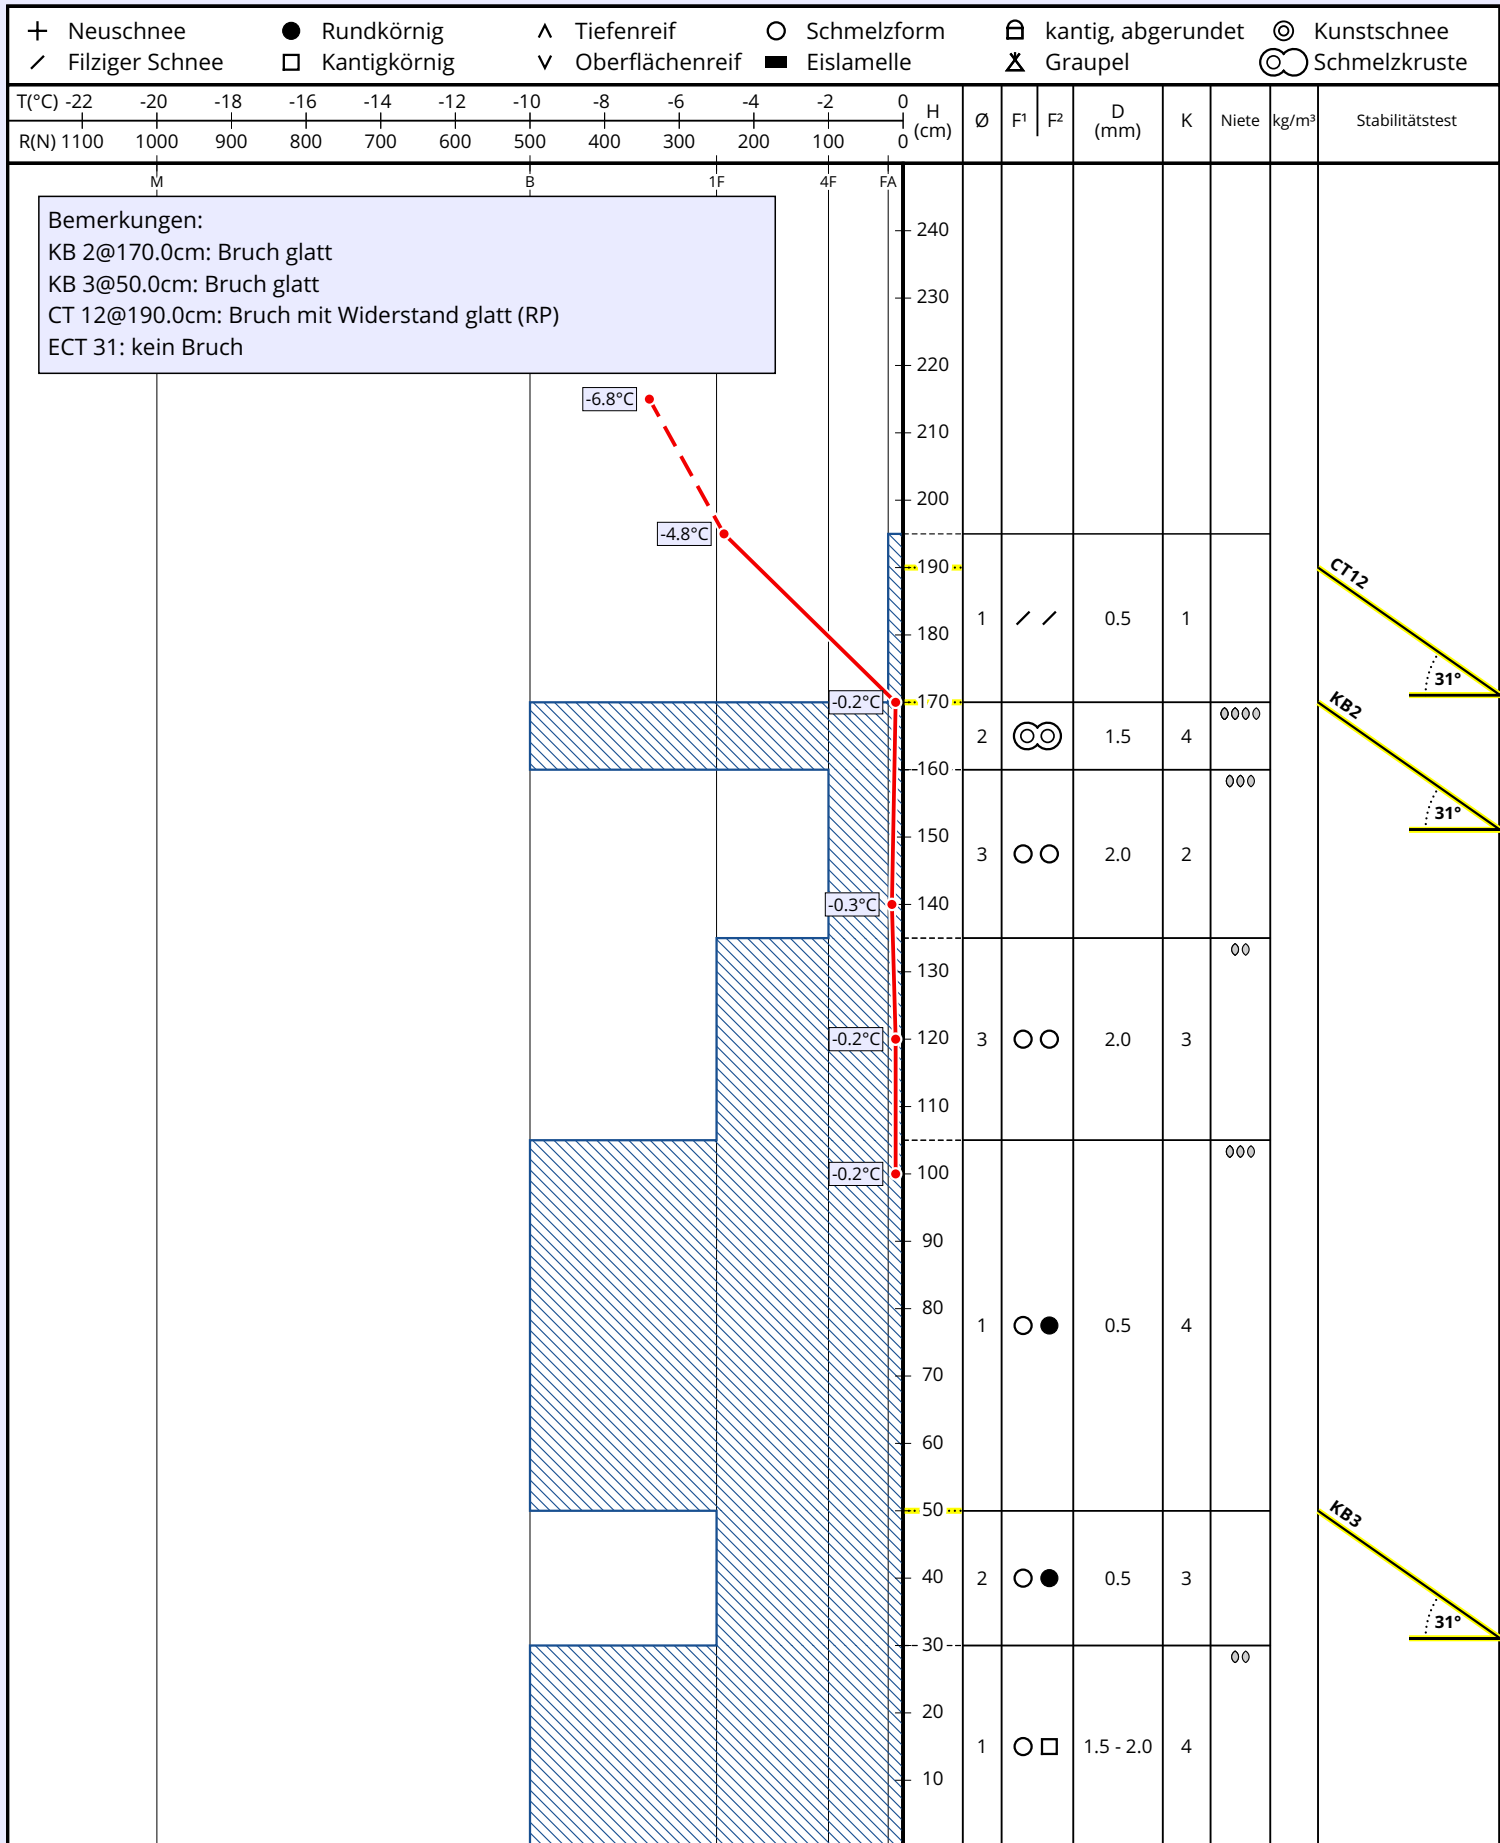 Neuschnee Rundkörnig Tiefenreif Schmelzform kantig, abgerundet Kunstschnee
Filziger Schnee Kantigkörnig Oberflächenreif Eislamelle Graupel Schmelzkruste
T(°C) -22 -20 -18 -16 -14 -12 -10 -8 -6 -4 -2 0
R(N) 1100 1000 900 800 700 600 500 400 300 200 100 0
H (cm) Ø F¹ F² D (mm) K Niete kg/m³ Stabilitätstest
M B 1F 4F FA
Bemerkungen:
KB 2@170.0cm: Bruch glatt
KB 3@50.0cm: Bruch glatt
CT 12@190.0cm: Bruch mit Widerstand glatt (RP)
ECT 31: kein Bruch
240
230
220
-6.8°C
210
200
-4.8°C
190 CT12
1 0.5 1
180
31°
-0.2°C 170 KB2
2 1.5 4
160
31°
150
3 2.0 2
-0.3°C 140
130
-0.2°C 120 3 2.0 3
110
-0.2°C 100
90
80
1 0.5 4
70
60
50 KB3
40 2 0.5 3
31°
30
20
1 1.5 - 2.0 4
10